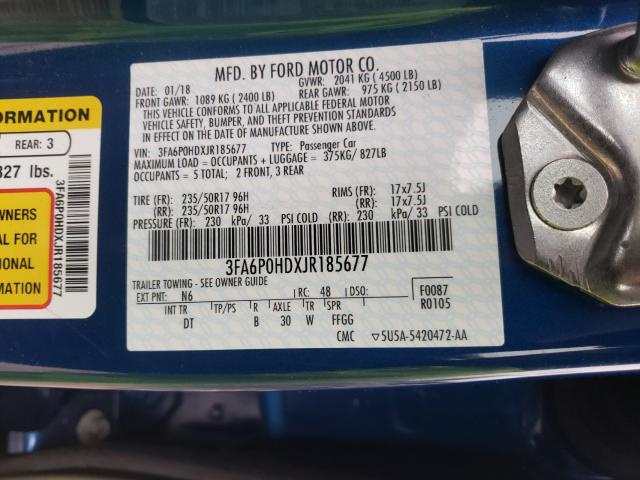 MFD. BY FORD MOTOR CO.
DATE: 01/18 GVWR: 2041 KG ( 4500 LB)
FRONT GAWR: 1089 KG ( 2400 LB) REAR GAWR: 975 KG ( 2150 LB)
THIS VEHICLE CONFORMS TO ALL APPLICABLE FEDERAL MOTOR
VEHICLE SAFETY, BUMPER, AND THEFT PREVENTION STANDARDS IN
EFFECT ON THE DATE OF MANUFACTURE SHOWN ABOVE.
VIN: 3FA6P0HDXJR185677 TYPE: Passenger Car
MAXIMUM LOAD = OCCUPANTS + LUGGAGE = 375KG/ 827LB
OCCUPANTS = 5 TOTAL; 2 FRONT, 3 REAR
TIRE (FR): 235/50R17 96H RIMS (FR): 17x7.5J
(RR): 235/50R17 96H (RR): 17x7.5J
PRESSURE (FR): 230 kPa/ 33 PSI COLD (RR): 230 kPa/ 33 PSI COLD
3FA6P0HDXJR185677
TRAILER TOWING - SEE OWNER GUIDE
EXT PNT: N6 RC: 48 DSO: F0087
INT TR TP/PS R AXLE TR SPR R0105
DT B 30 W FFGG
CMC 5U5A-5420472-AA
FORMATION
REAR: 3
827 lbs.
WNERS
AL FOR
IONAL
MATION
3FA6P0HDXJR185677